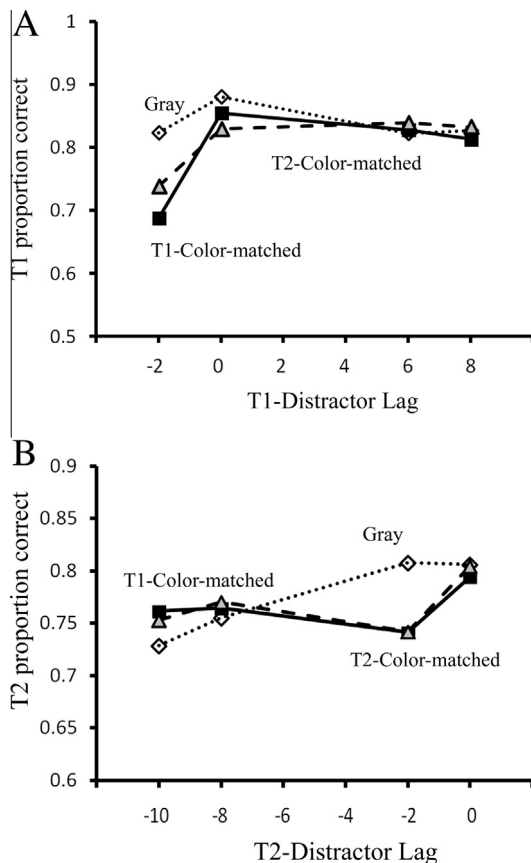 A
1
0.9
0.8
0.7
0.6
0.5
T1 proportion correct
Gray
T2-Color-matched
T1-Color-matched
-2 0 2 4 6 8
T1-Distractor Lag
B
0.9
0.85
0.8
0.75
0.7
0.65
0.6
T2 proportion correct
Gray
T1-Color-matched
T2-Color-matched
-10 -8 -6 -4 -2 0
T2-Distractor Lag